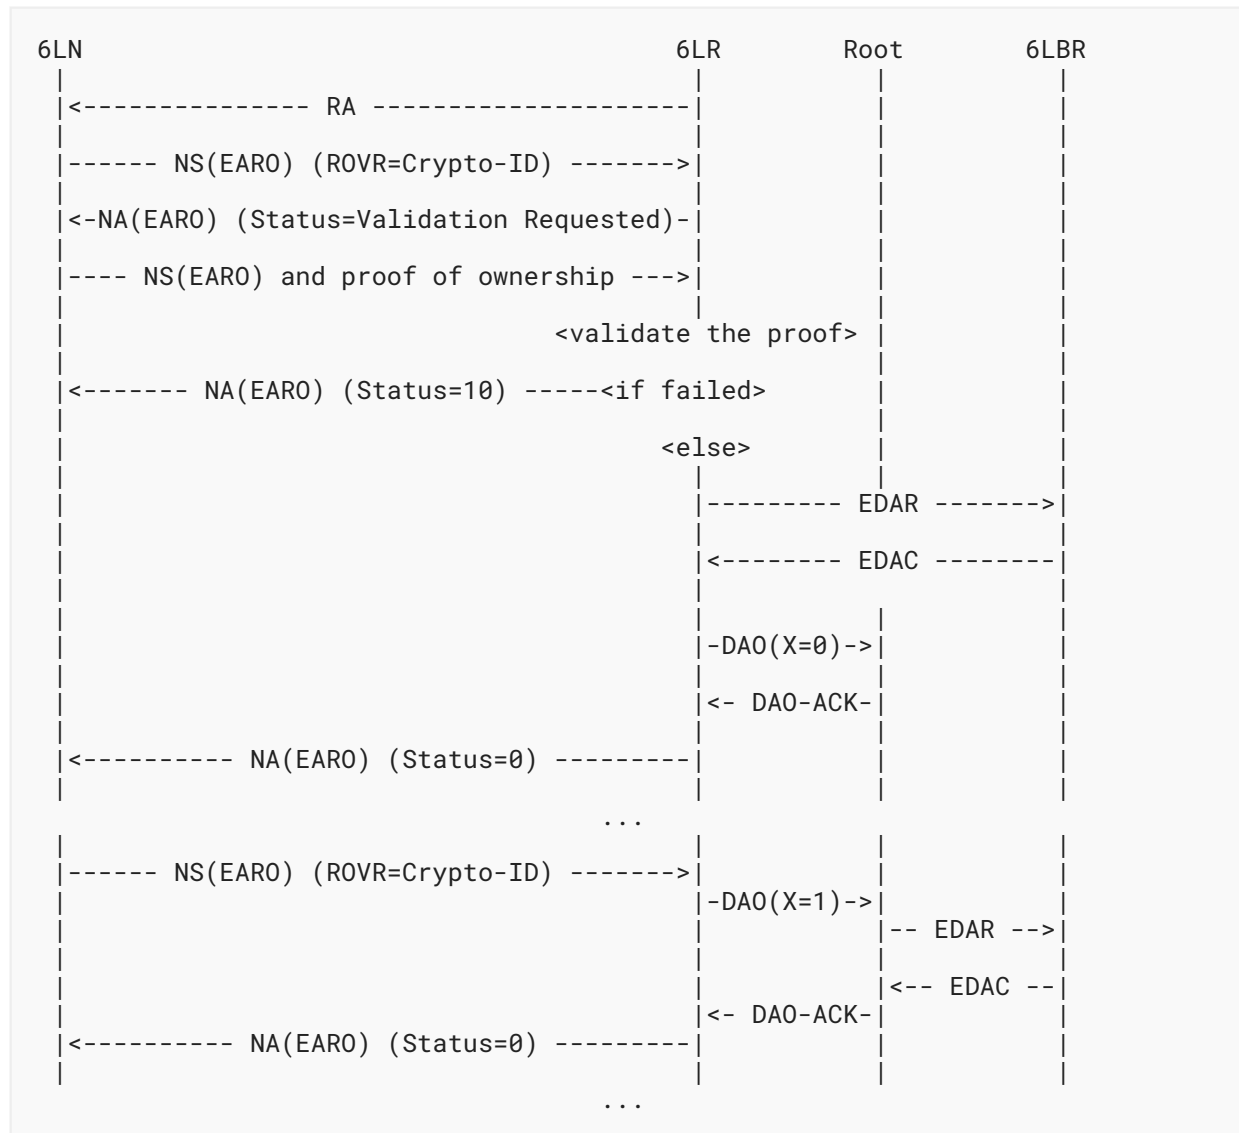 6LN 6LR Root 6LBR
<--------------- RA ---------------------
------ NS(EARO) (ROVR=Crypto-ID) ------->
<-NA(EARO) (Status=Validation Requested)-
---- NS(EARO) and proof of ownership --->
<validate the proof>
<------- NA(EARO) (Status=10) -----<if failed>
<else>
--------- EDAR ------->
<-------- EDAC --------
-DAO(X=0)->
<- DAO-ACK-
<---------- NA(EARO) (Status=0) ---------
...
------ NS(EARO) (ROVR=Crypto-ID) ------->
-DAO(X=1)->
-- EDAR -->
<-- EDAC --
<- DAO-ACK-
<---------- NA(EARO) (Status=0) ---------
...